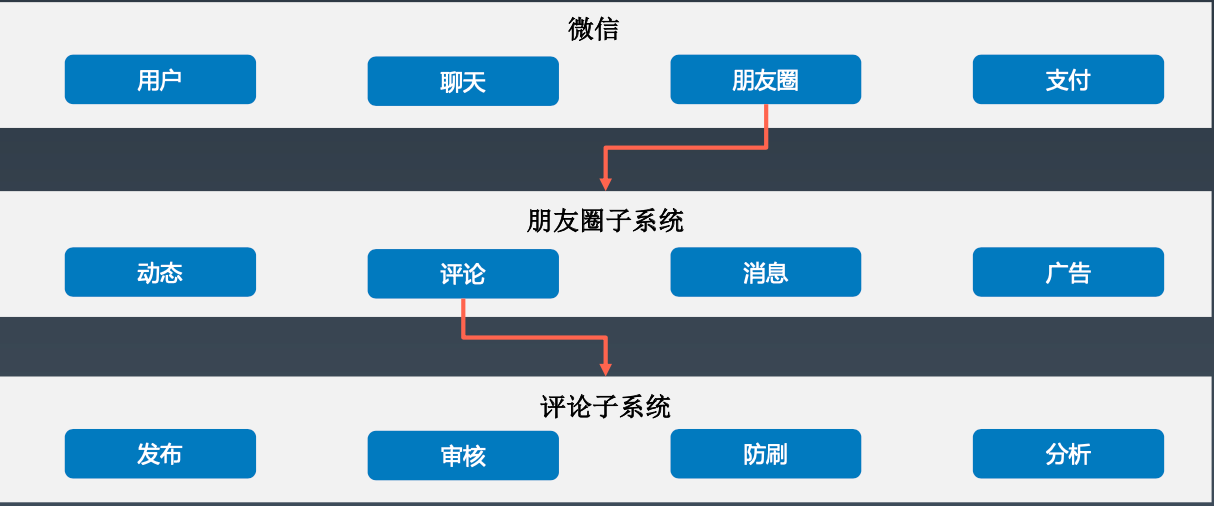 微信
用户 聊天 朋友圈 支付
朋友圈子系统
动态 评论 消息 广告
评论子系统
发布 审核 防刷 分析